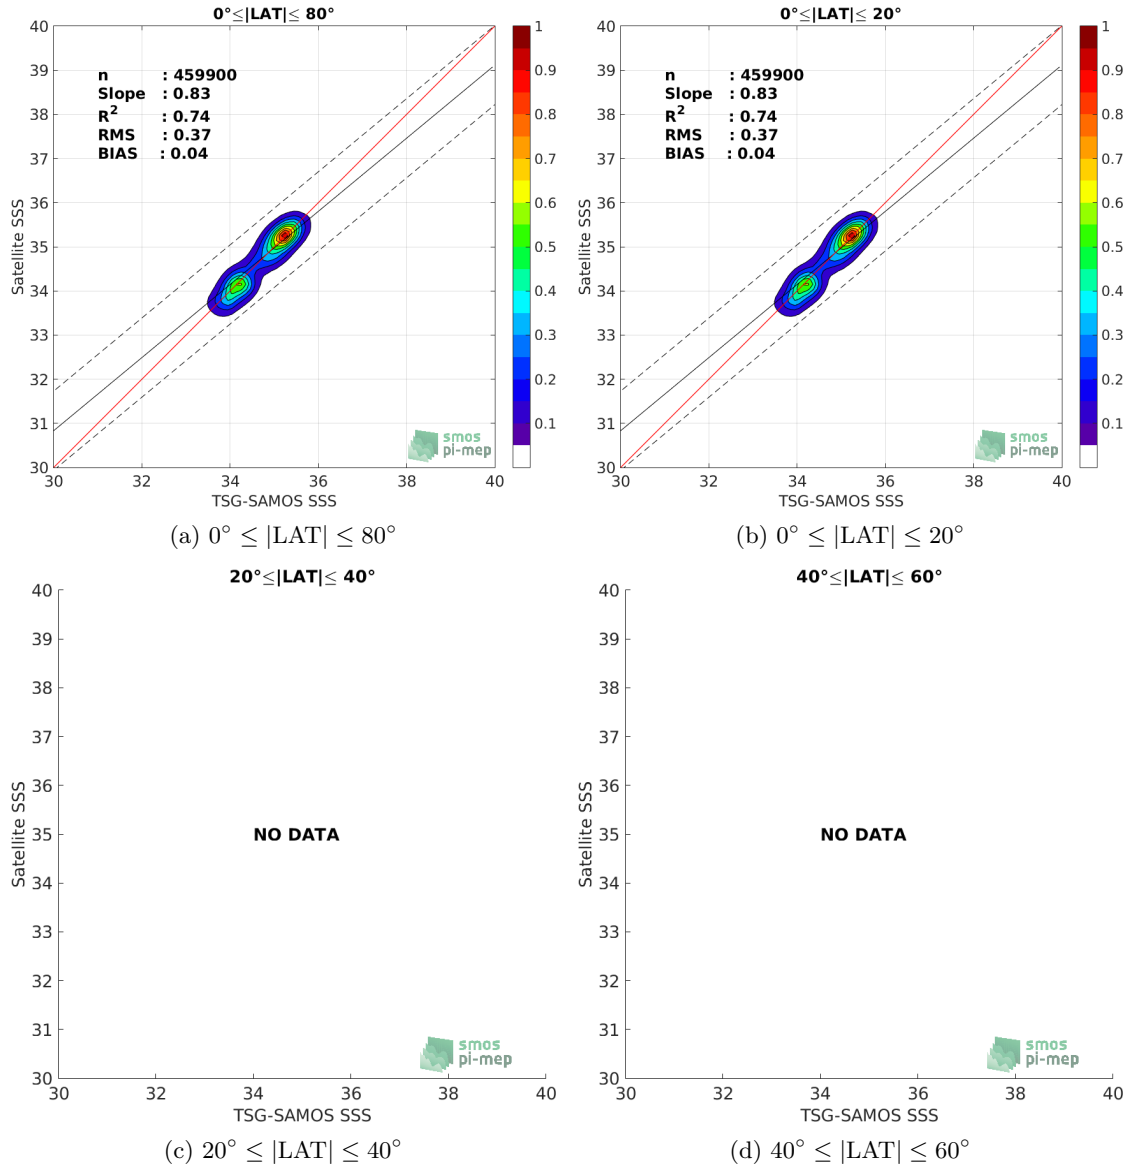 0°≤|LAT|≤ 80°
40
39
38
37
36
35
34
33
32
31
30
Satellite SSS
n : 459900
Slope : 0.83
R² : 0.74
RMS : 0.37
BIAS : 0.04
smos
pi-mep
30 32 34 36 38 40
TSG-SAMOS SSS
1
0.9
0.8
0.7
0.6
0.5
0.4
0.3
0.2
0.1
(a) 0° ≤ |LAT| ≤ 80°
0°≤|LAT|≤ 20°
40
39
38
37
36
35
34
33
32
31
30
Satellite SSS
n : 459900
Slope : 0.83
R² : 0.74
RMS : 0.37
BIAS : 0.04
smos
pi-mep
30 32 34 36 38 40
TSG-SAMOS SSS
1
0.9
0.8
0.7
0.6
0.5
0.4
0.3
0.2
0.1
(b) 0° ≤ |LAT| ≤ 20°
20°≤|LAT|≤ 40°
40
39
38
37
36
35
34
33
32
31
30
Satellite SSS
NO DATA
smos
pi-mep
30 32 34 36 38 40
TSG-SAMOS SSS
(c) 20° ≤ |LAT| ≤ 40°
40°≤|LAT|≤ 60°
40
39
38
37
36
35
34
33
32
31
30
Satellite SSS
NO DATA
smos
pi-mep
30 32 34 36 38 40
TSG-SAMOS SSS
(d) 40° ≤ |LAT| ≤ 60°